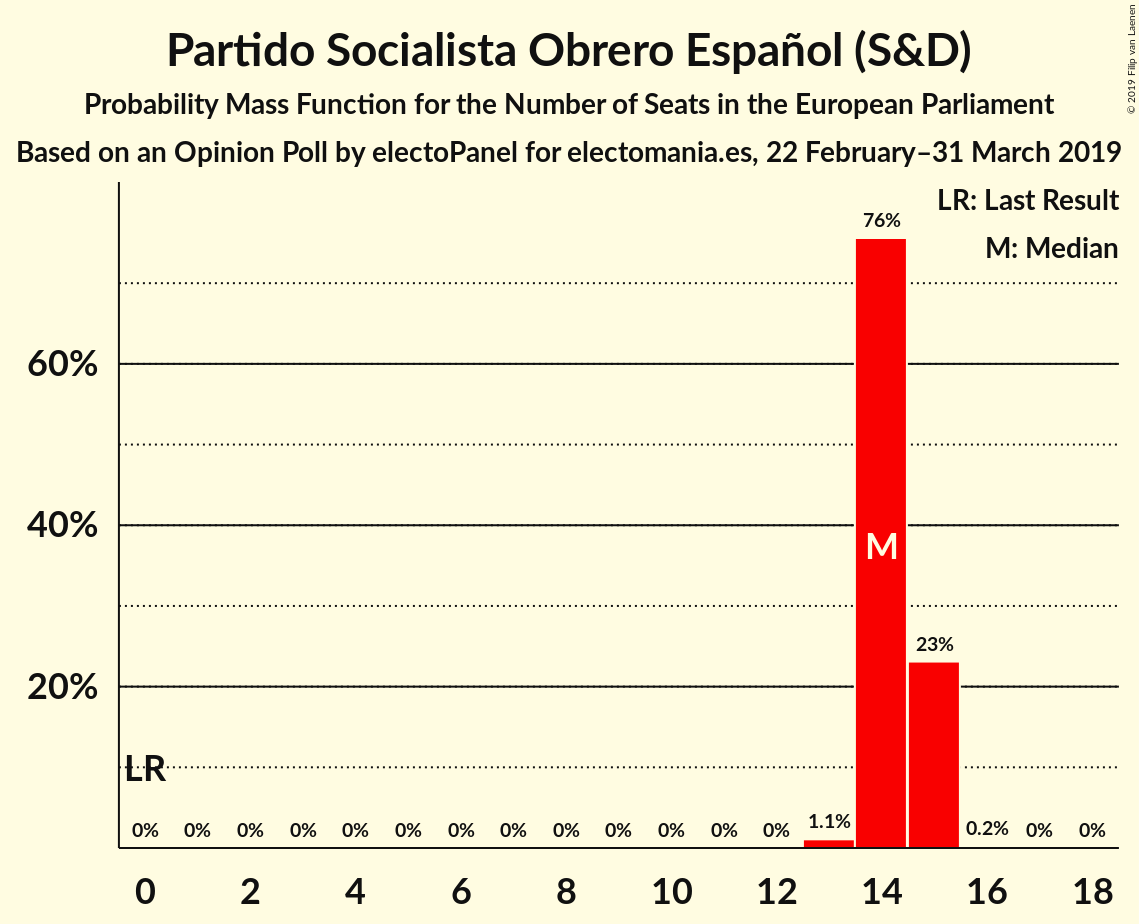 Partido Socialista Obrero Español (S&D)
Probability Mass Function for the Number of Seats in the European Parliament
Based on an Opinion Poll by electoPanel for electomania.es, 22 February–31 March 2019
© 2019 Filip van Laenen
LR: Last Result
M: Median
76%
60%
40%
M
23%
20%
LR
0% 0% 0% 0% 0% 0% 0% 0% 0% 0% 0% 0% 0% 1.1% 0.2% 0% 0%
0 2 4 6 8 10 12 14 16 18